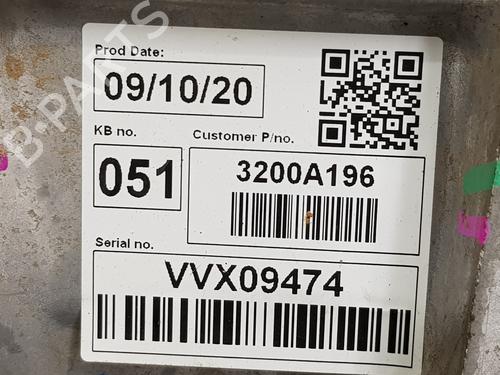 Prod Date:
09/10/20
KB no.
051
Customer P/no.
3200A196
Serial no.
VVX09474
B-PARTS